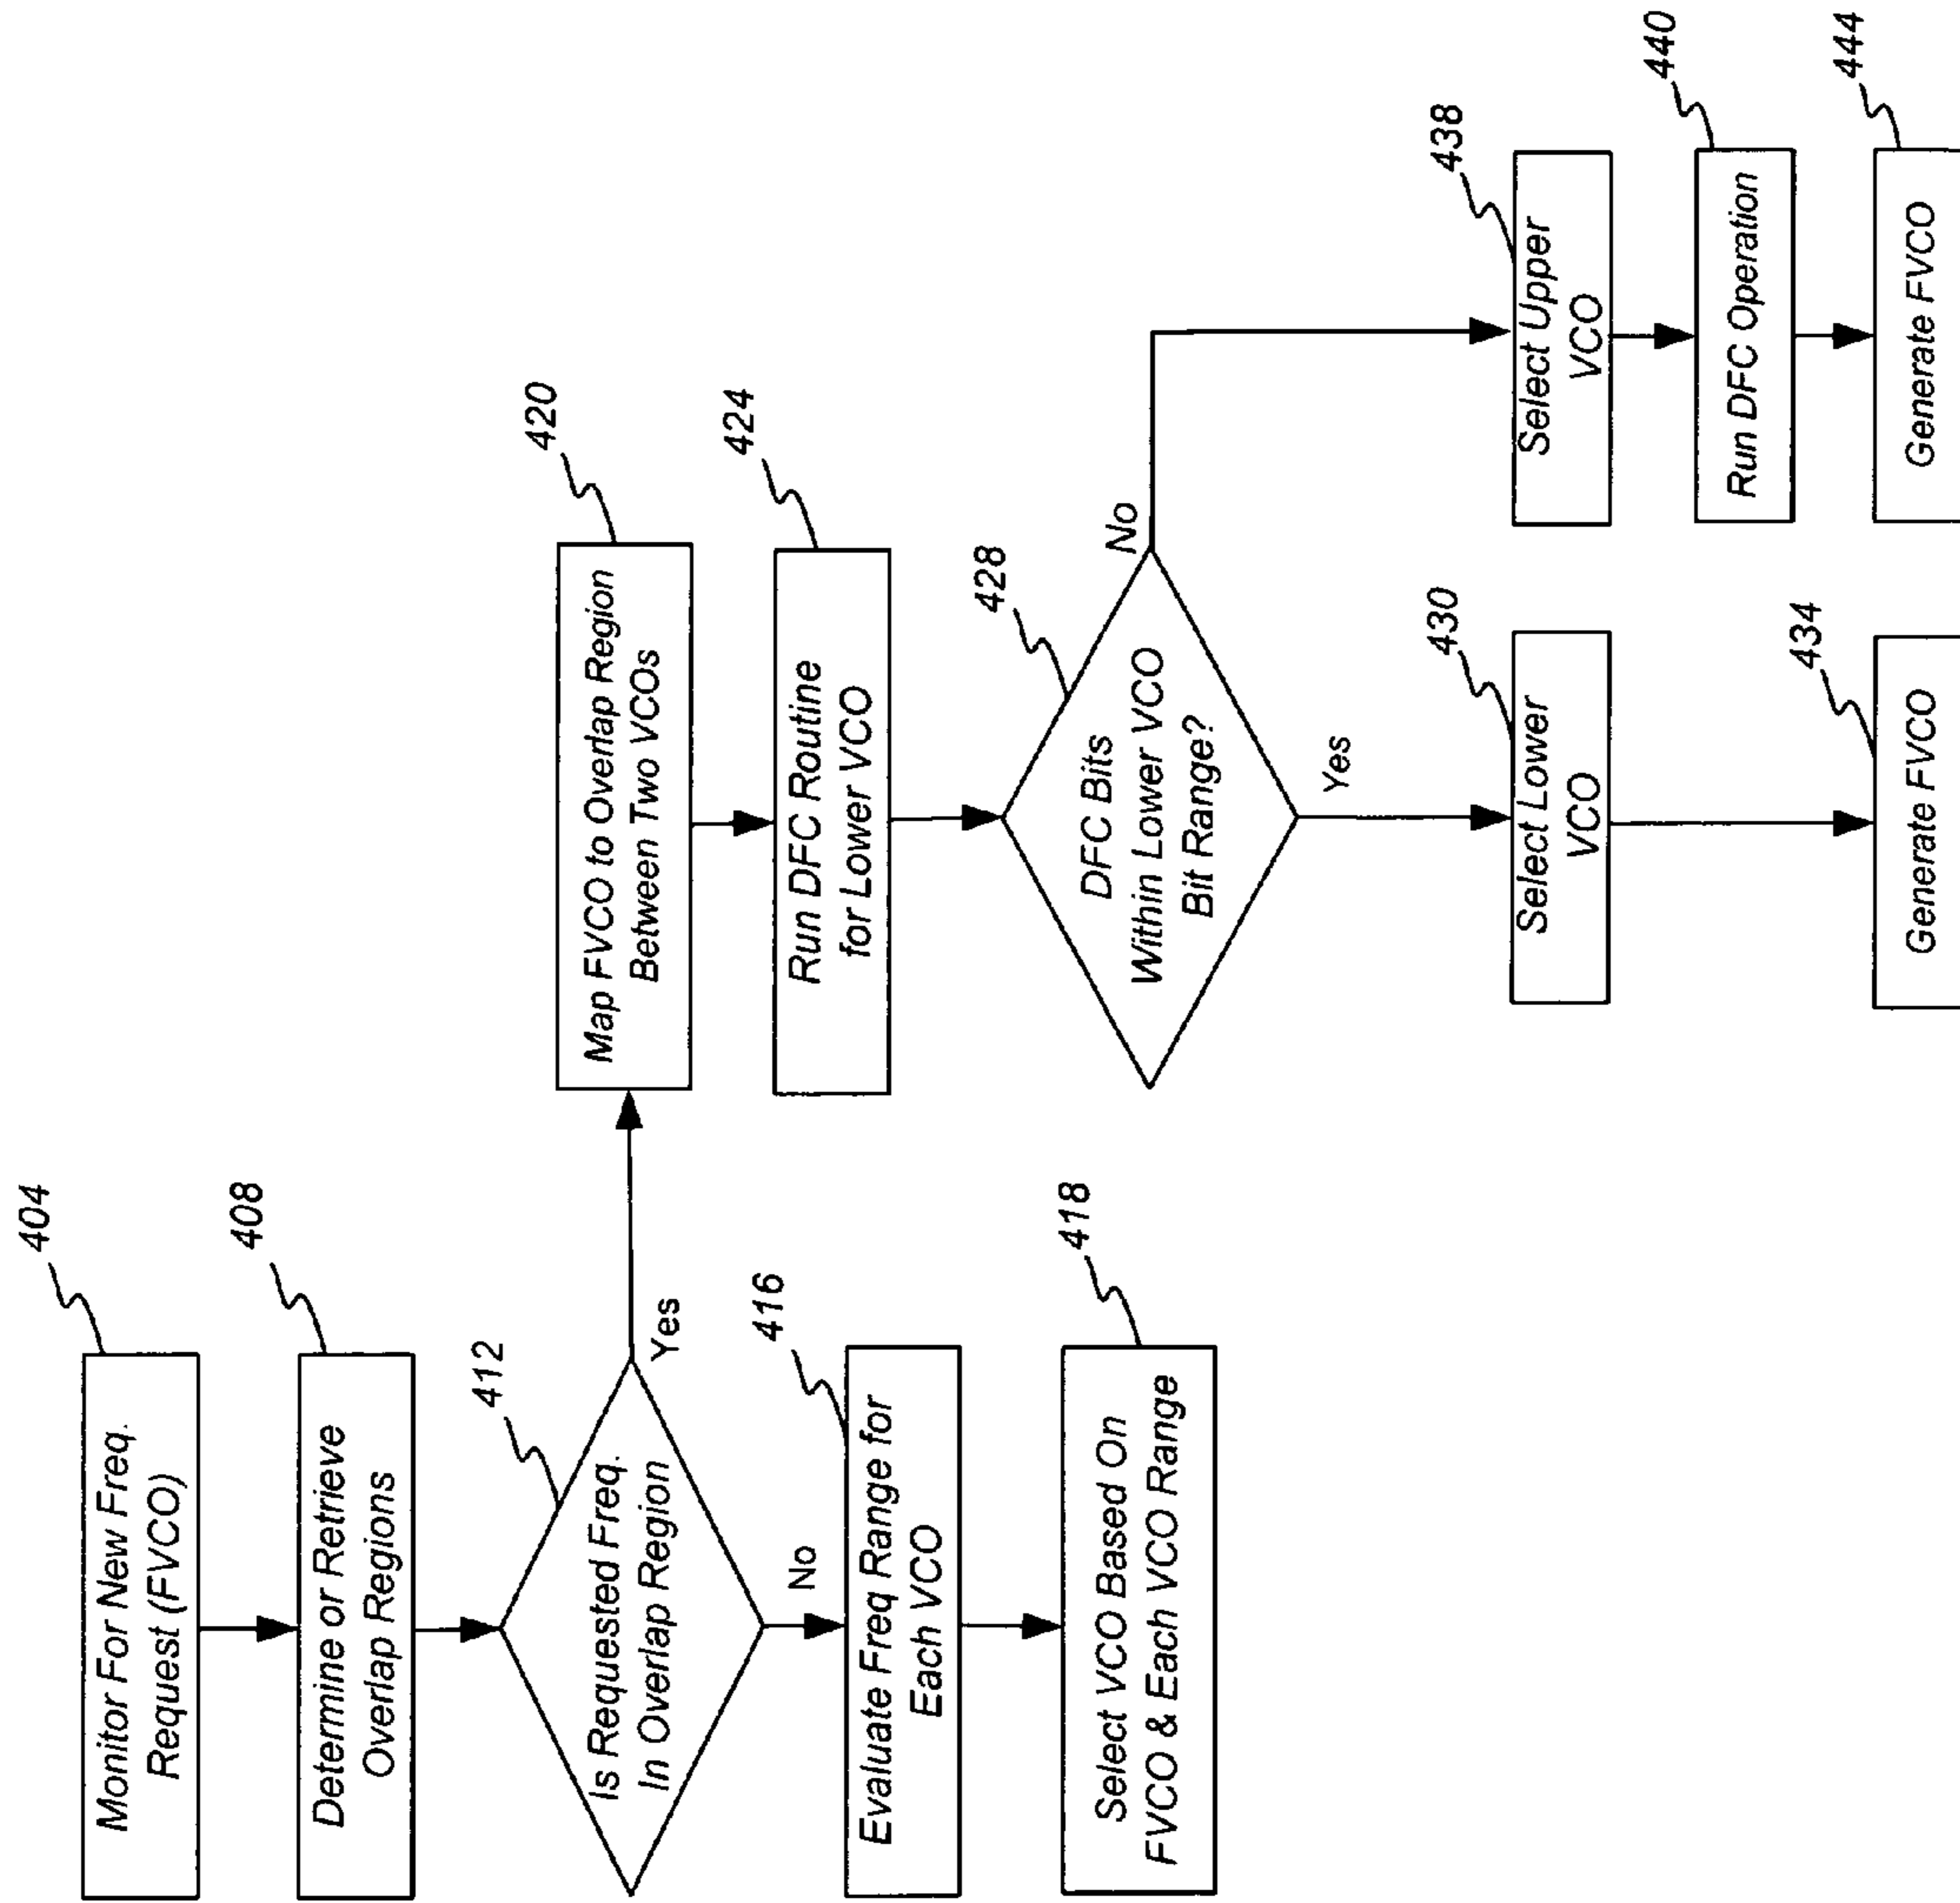 404
Monitor For New Freq.
Request (FVCO)
408
Determine or Retrieve
Overlap Regions
412
Is Requested Freq.
In Overlap Region
Yes
No
416
Evaluate Freq Range for
Each VCO
418
Select VCO Based On
FVCO & Each VCO Range
420
Map FVCO to Overlap Region
Between Two VCOs
424
Run DFC Routine
for Lower VCO
428
DFC Bits
Within Lower VCO
Bit Range?
No
Yes
430
Select Lower
VCO
434
Generate FVCO
438
Select Upper
VCO
440
Run DFC Operation
444
Generate FVCO